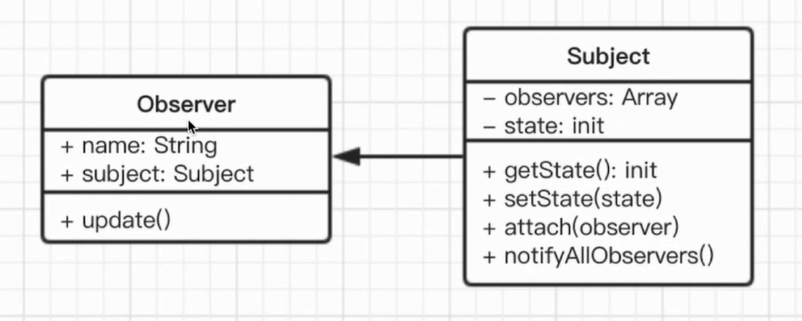 Observer
+ name: String
+ subject: Subject
+ update()
Subject
– observers: Array
– state: init
+ getState(): init
+ setState(state)
+ attach(observer)
+ notifyAllObservers()